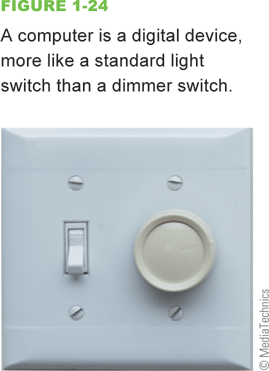 FIGURE 1-24
A computer is a digital device,
more like a standard light
switch than a dimmer switch.
© MediaTechnics